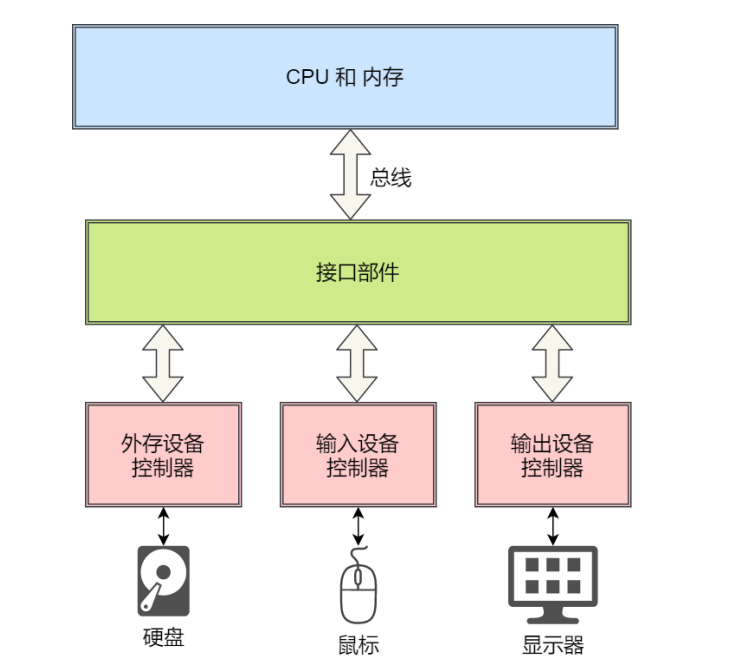 CPU 和 内存
总线
接口部件
外存设备
控制器
输入设备
控制器
输出设备
控制器
硬盘
鼠标
显示器